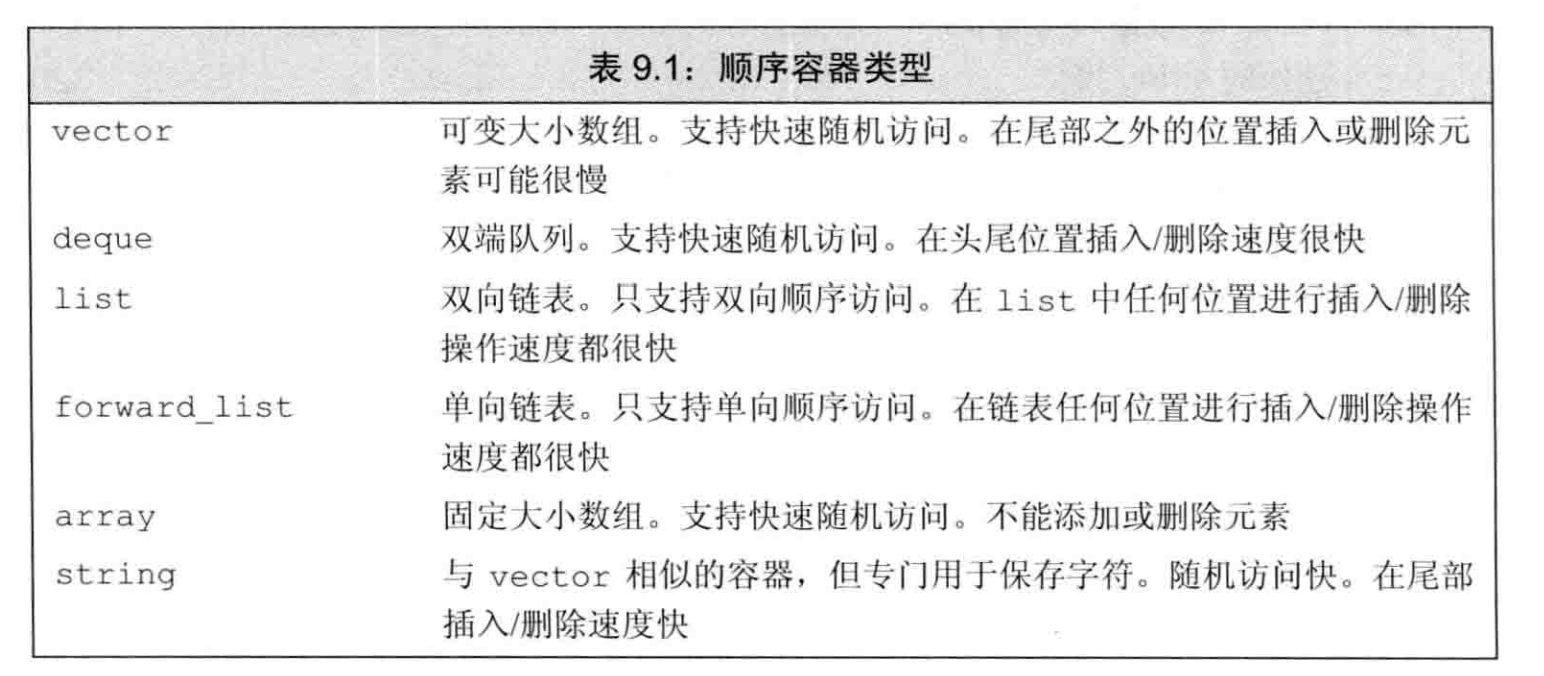 表 9.1：顺序容器类型
vector 可变大小数组。支持快速随机访问。在尾部之外的位置插入或删除元
素可能很慢
deque 双端队列。支持快速随机访问。在头尾位置插入/删除速度很快
list 双向链表。只支持双向顺序访问。在 list 中任何位置进行插入/删除
操作速度都很快
forward_list 单向链表。只支持单向顺序访问。在链表任何位置进行插入/删除操作
速度都很快
array 固定大小数组。支持快速随机访问。不能添加或删除元素
string 与 vector 相似的容器，但专门用于保存字符。随机访问快。在尾部
插入/删除速度快